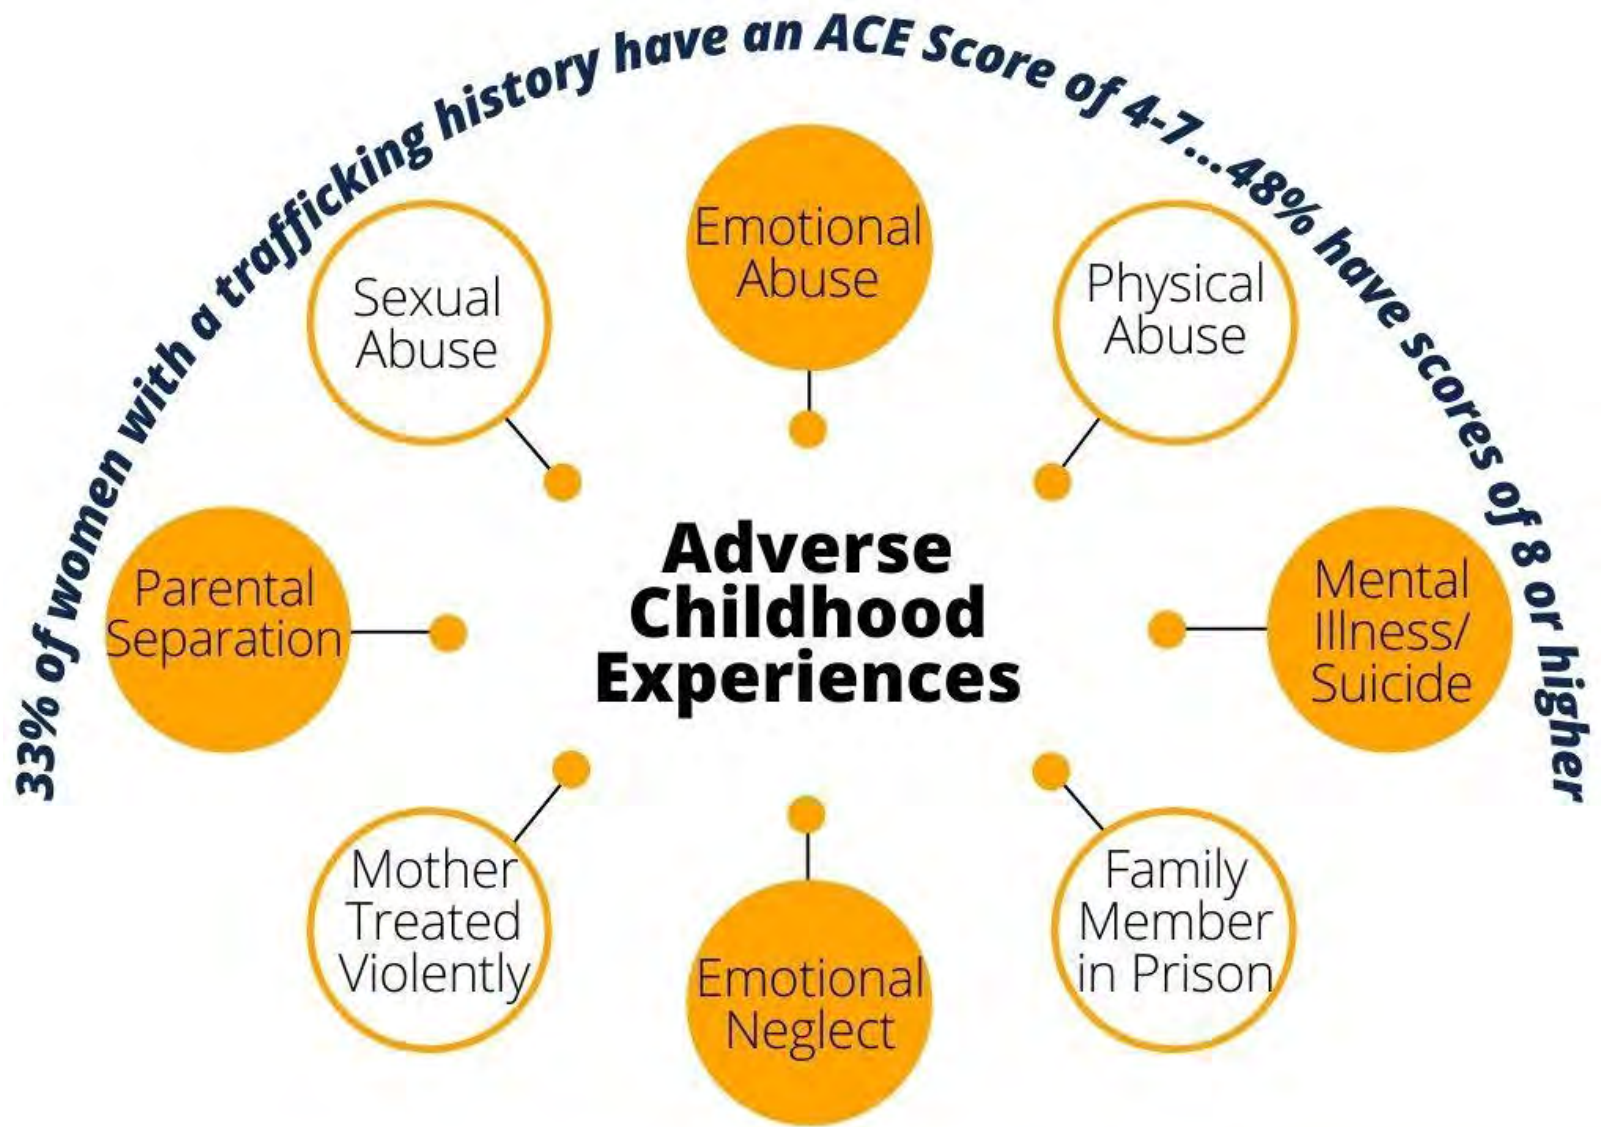 33% of women with a trafficking history have an ACE Score of 4-7...48% have scores of 8 or higher
Emotional
Abuse
Sexual
Abuse
Physical
Abuse
Parental
Separation
Adverse
Childhood
Experiences
Mental
Illness/
Suicide
Mother
Treated
Violently
Emotional
Neglect
Family
Member
in Prison